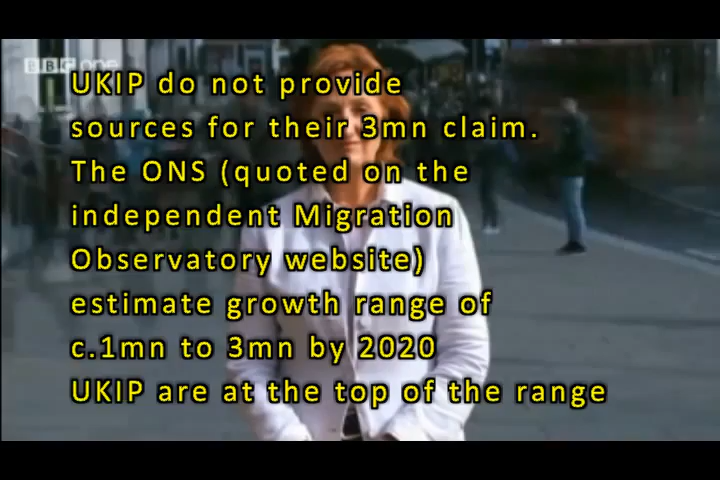 BBC one
UKIP do not provide
sources for their 3mn claim.
The ONS (quoted on the
independent Migration
Observatory website)
estimate growth range of
c.1mn to 3mn by 2020
UKIP are at the top of the range